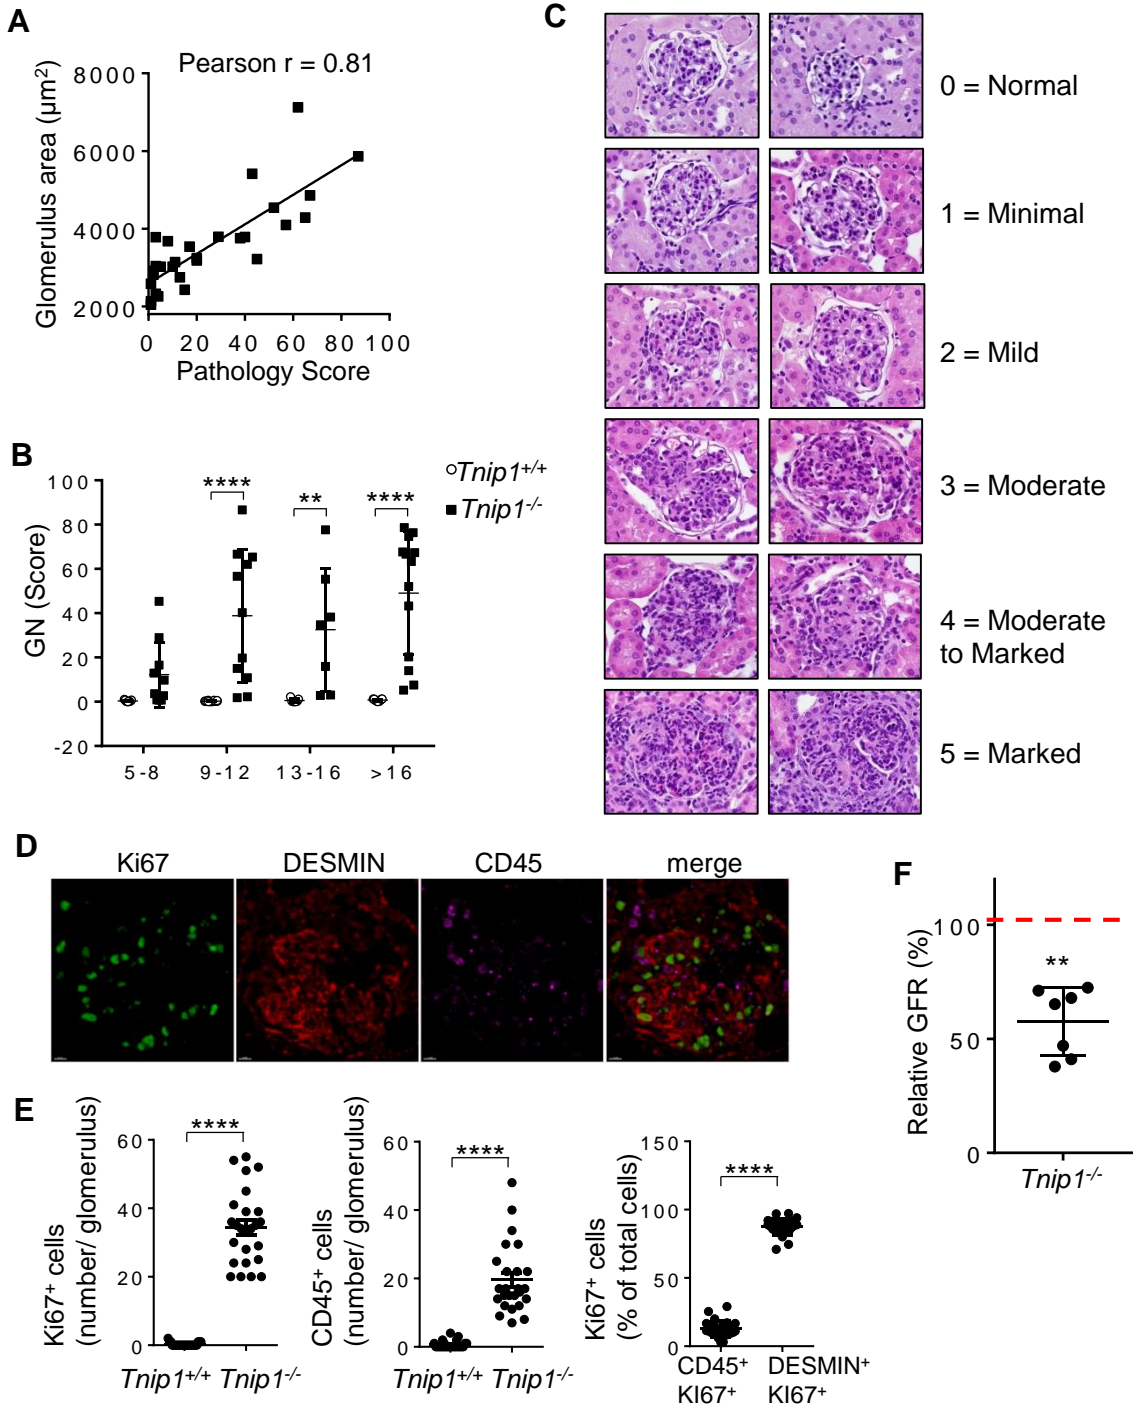 A
Pearson r = 0.81
Glomerulus area (μm²)
8000
6000
4000
2000
0 20 40 60 80 100
Pathology Score
B
Tnip1+/+
Tnip1-/-
GN (Score)
100
80
60
40
20
0
-20
****
**
****
5-8
9-12
13-16
>16
C
0 = Normal
1 = Minimal
2 = Mild
3 = Moderate
4 = Moderate
to Marked
5 = Marked
D
Ki67
DESMIN
CD45
merge
E
Ki67+ cells
(number/ glomerulus)
60
40
20
0
****
Tnip1+/+ Tnip1-/-
CD45+ cells
(number/ glomerulus)
60
40
20
0
****
Tnip1+/+ Tnip1-/-
Ki67+ cells
(% of total cells)
150
100
50
0
****
CD45+
KI67+
DESMIN+
KI67+
F
Relative GFR (%)
100
50
0
**
Tnip1-/-